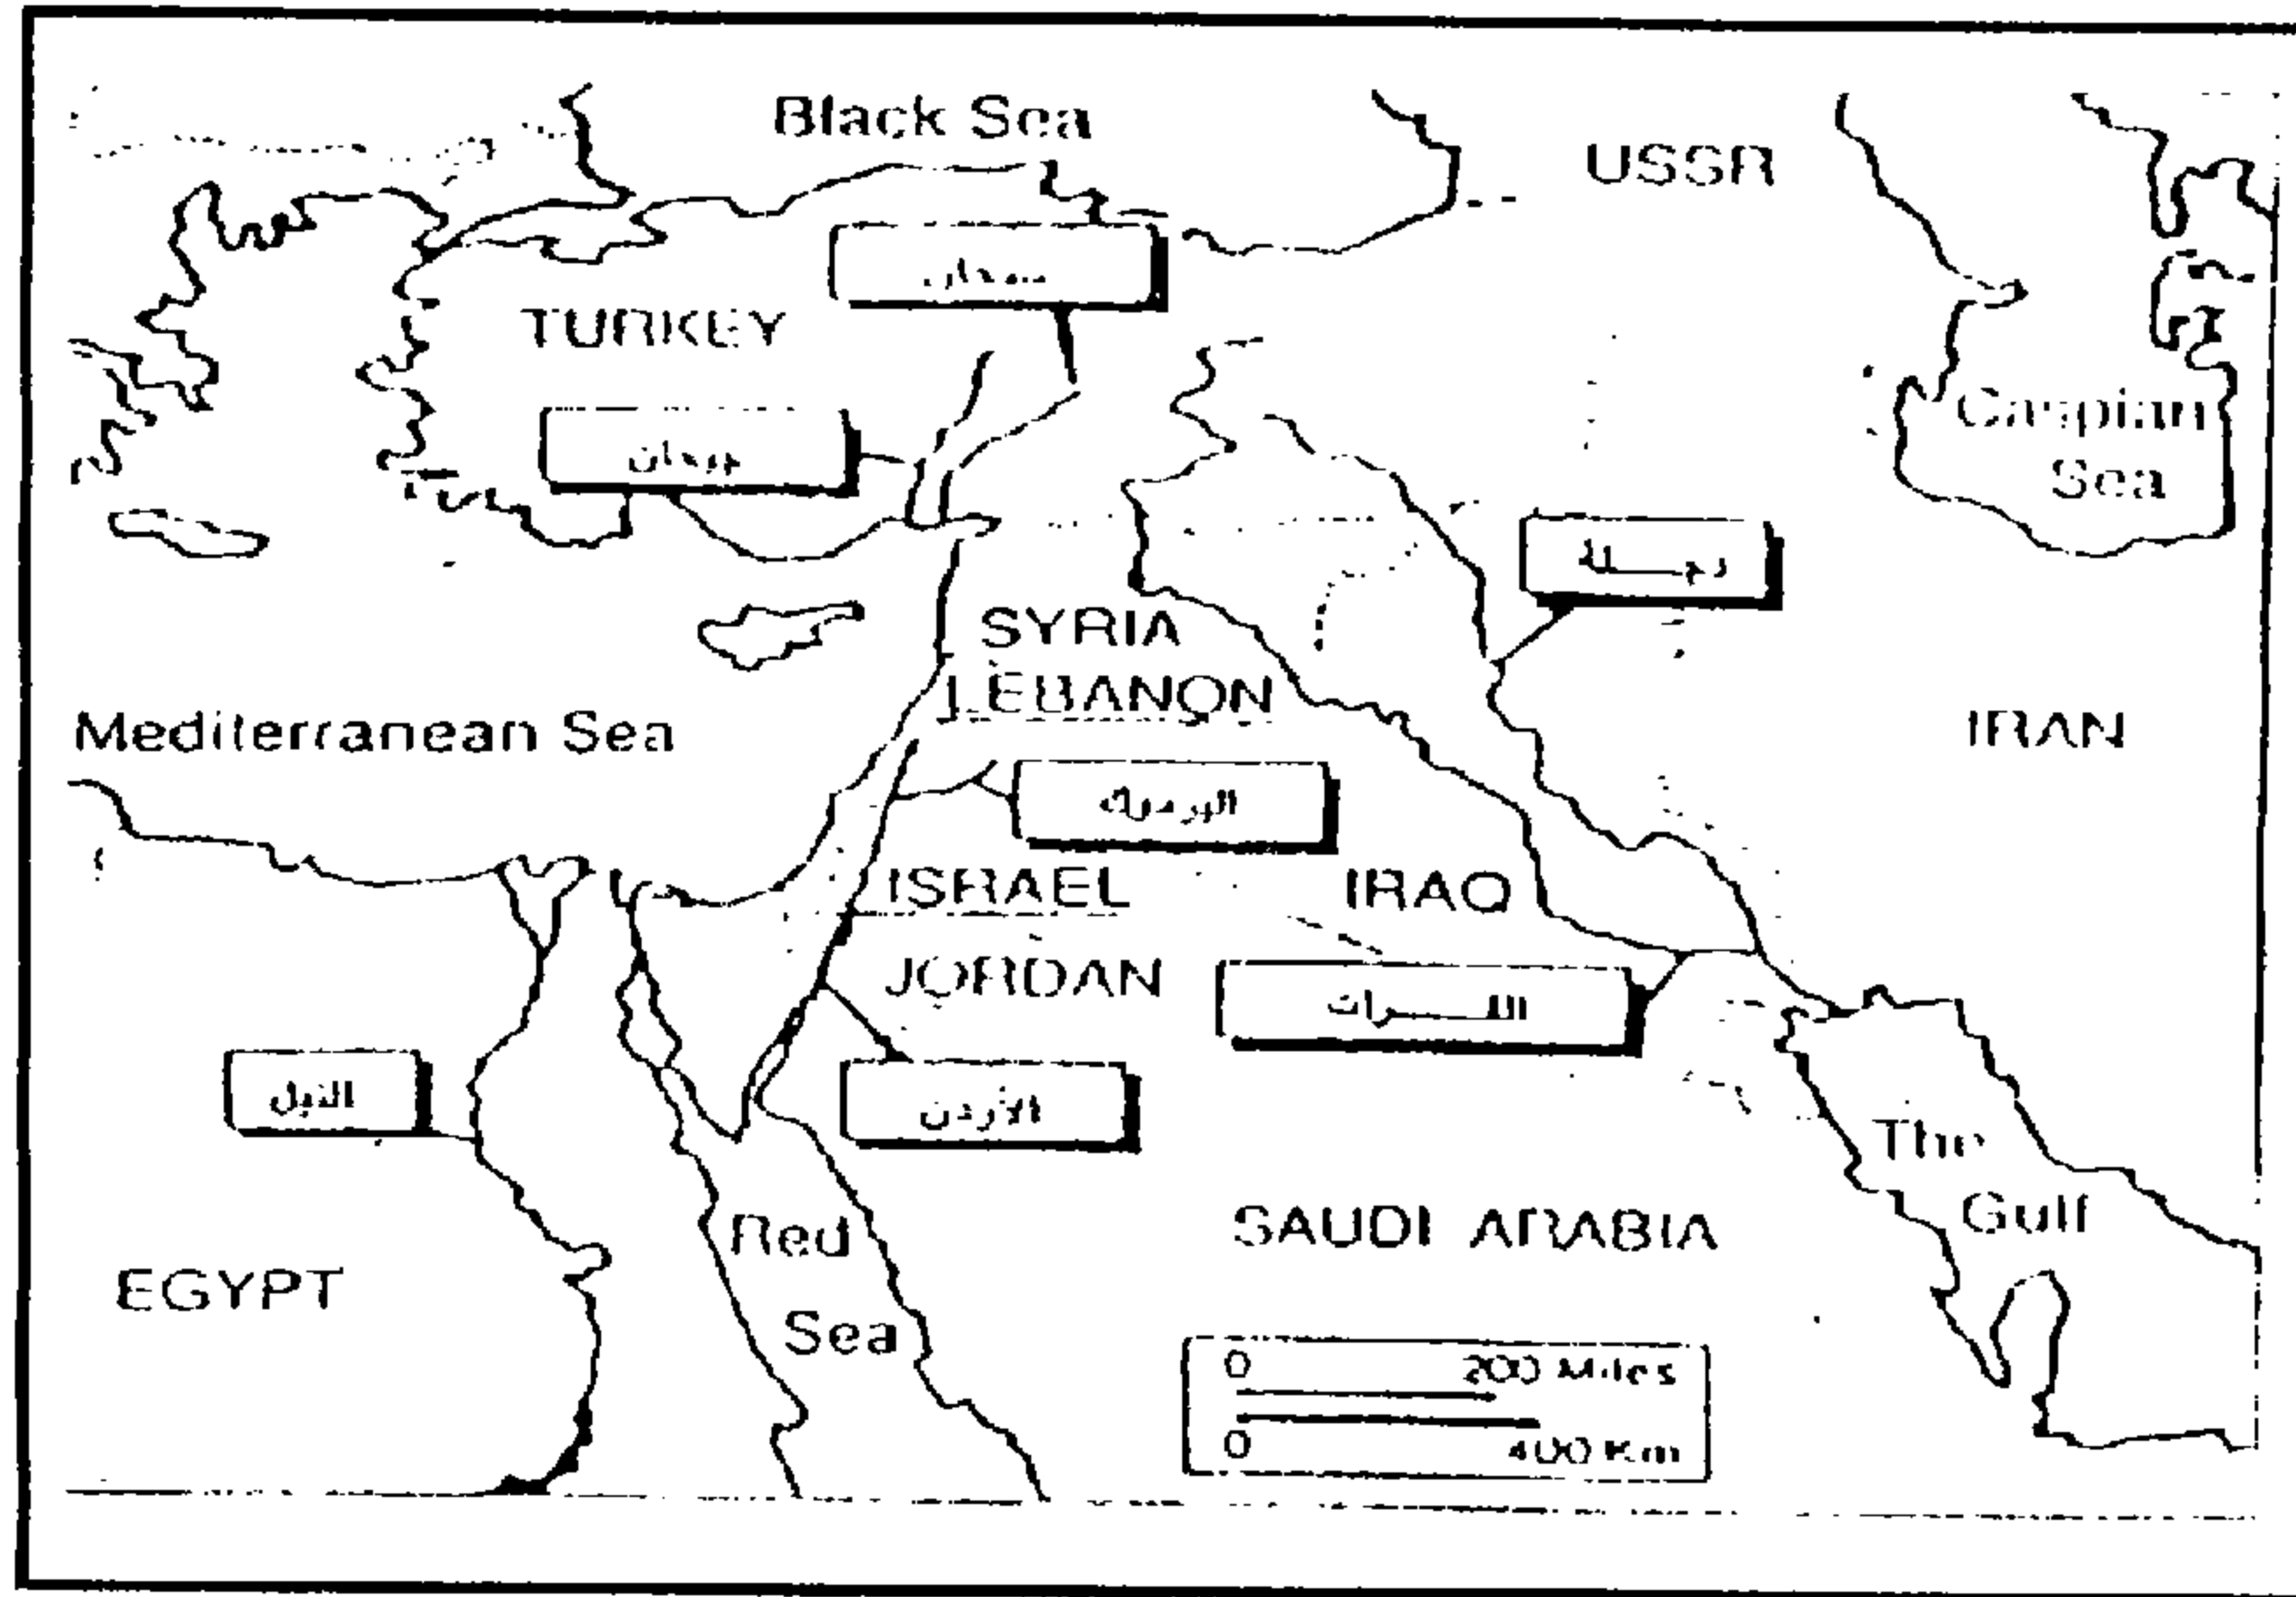 Black Sea
USSR
سيحان
TURKEY
Caspian
Sea
جيحان
دجلة
SYRIA
LEBANON
Mediterranean Sea
IRAN
اليرموك
ISRAEL
IRAQ
JORDAN
الفرات
النيل
الأردن
The
Gulf
Red
Sea
SAUDI ARABIA
EGYPT
0 200 Miles
0 400 Km